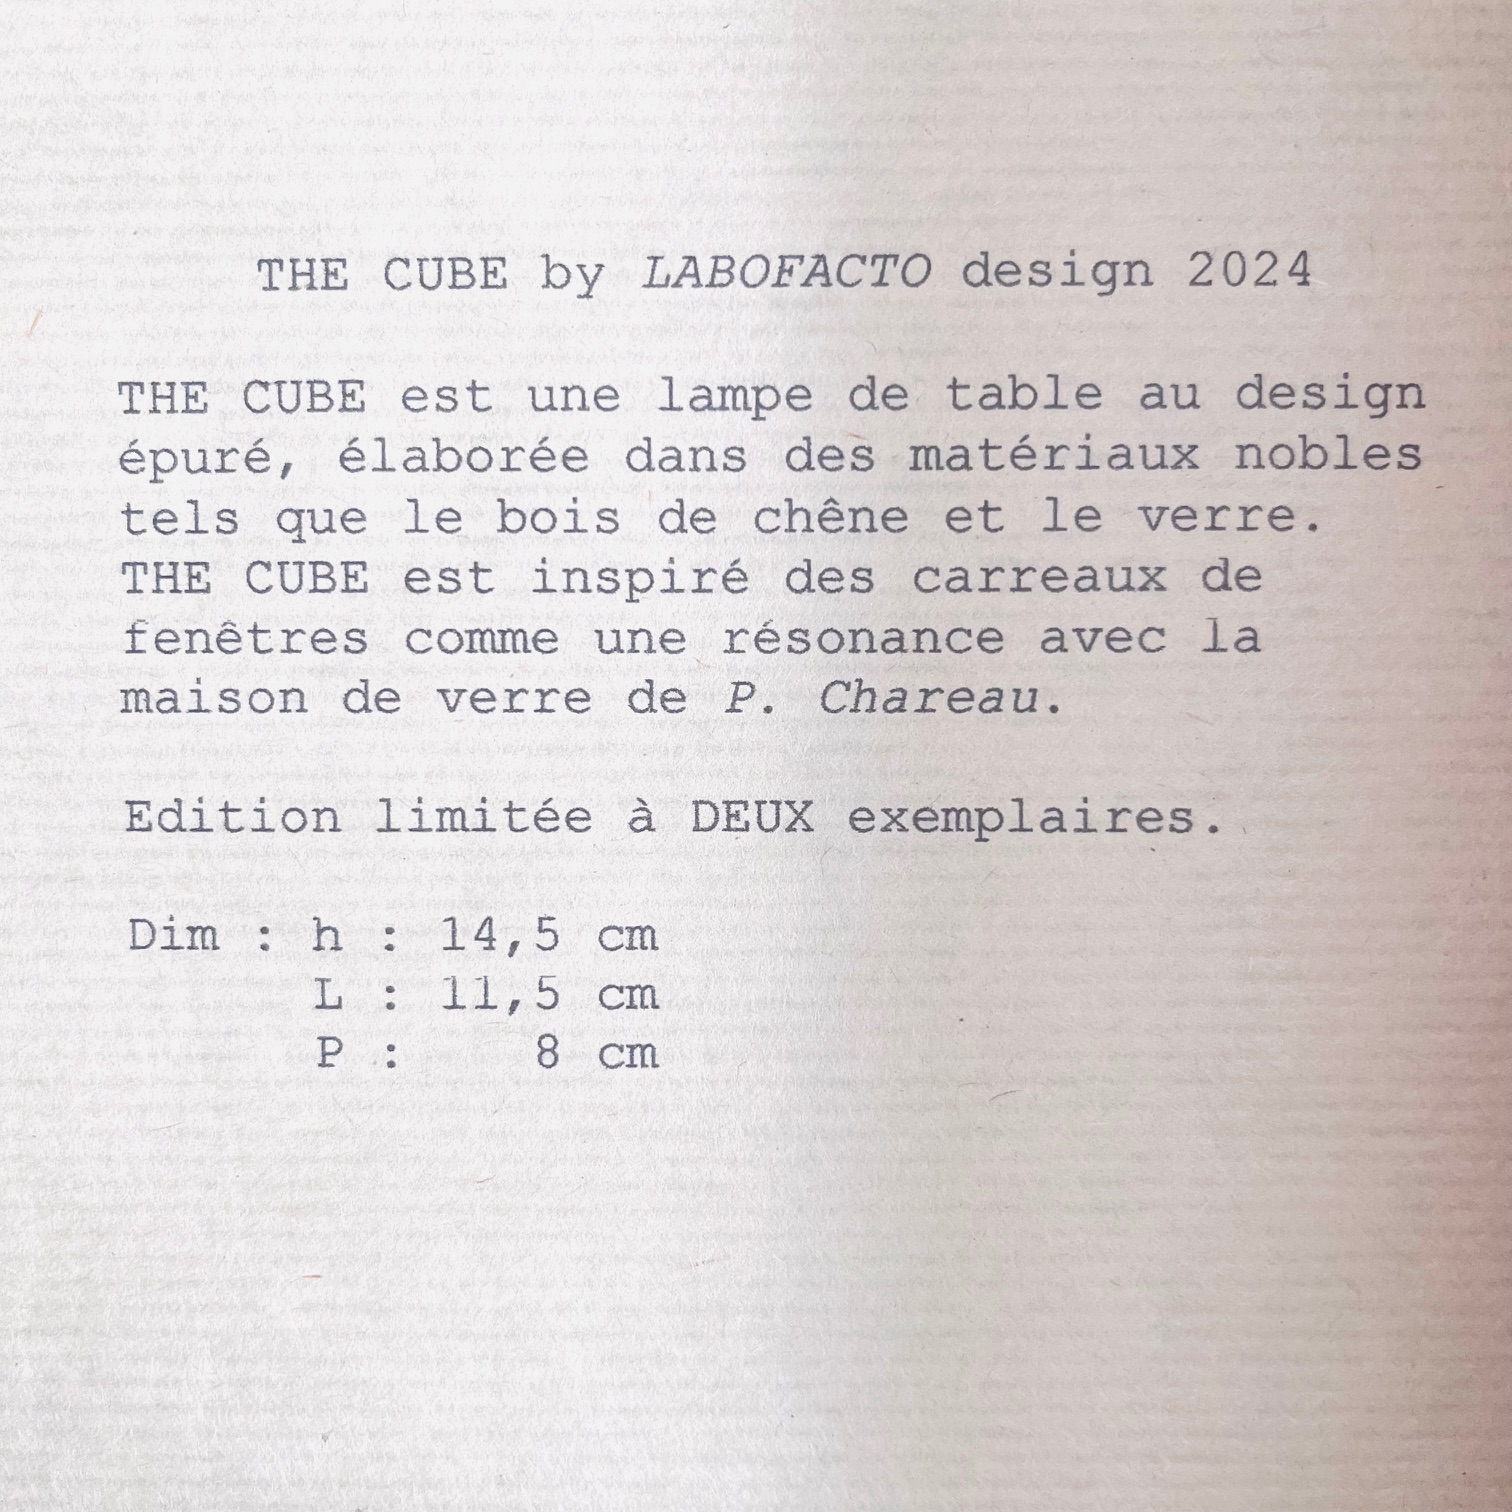 THE CUBE by LABOFACTO design 2024
THE CUBE est une lampe de table au design
épuré, élaborée dans des matériaux nobles
tels que le bois de chêne et le verre.
THE CUBE est inspiré des carreaux de
fenêtres comme une résonance avec la
maison de verre de P. Chareau.
Edition limitée à DEUX exemplaires.
Dim : h : 14,5 cm
L : 11,5 cm
P : 8 cm